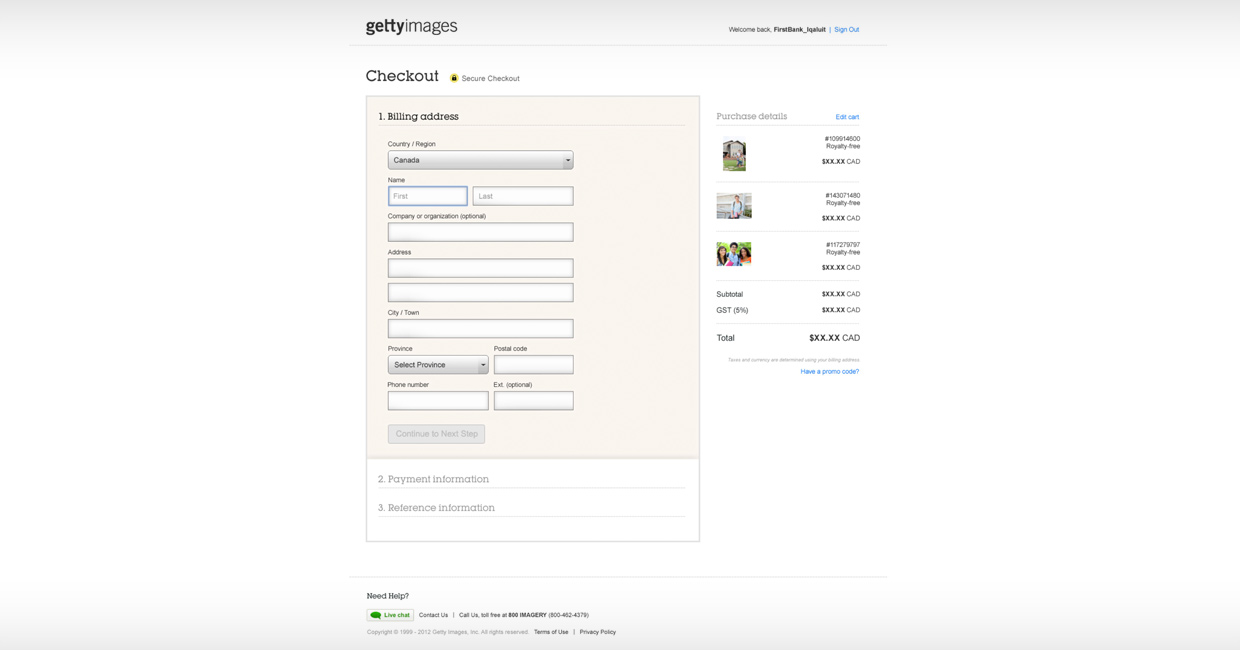 gettyimages
Welcome back, FirstBank_Iqaluit | Sign Out
Checkout Secure Checkout
1. Billing address
Country / Region
Canada
Name
First Last
Company or organization (optional)
Address
City / Town
Province Postal code
Select Province
Phone number Ext. (optional)
Continue to Next Step
2. Payment information
3. Reference information
Purchase details Edit cart
#109914600
Royalty-free
$XX.XX CAD
#143071480
Royalty-free
$XX.XX CAD
#117279797
Royalty-free
$XX.XX CAD
Subtotal $XX.XX CAD
GST (5%) $XX.XX CAD
Total $XX.XX CAD
Taxes and currency are determined using your billing address.
Have a promo code?
Need Help?
Live chat Contact Us | Call Us, toll free at 800 IMAGERY (800-462-4379)
Copyright © 1999 - 2012 Getty Images, Inc. All rights reserved. Terms of Use | Privacy Policy